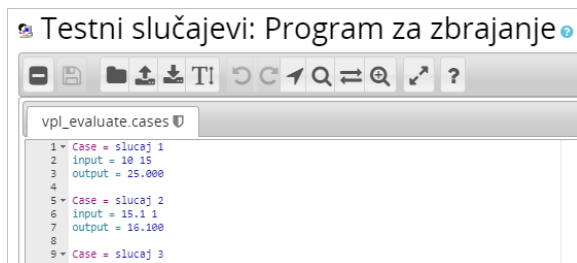 Testni slučajevi: Program za zbrajanje
vpl_evaluate.cases
1 Case = slucaj 1
2 input = 10 15
3 output = 25.000
4
5 Case = slucaj 2
6 input = 15.1 1
7 output = 16.100
8
9 Case = slucaj 3